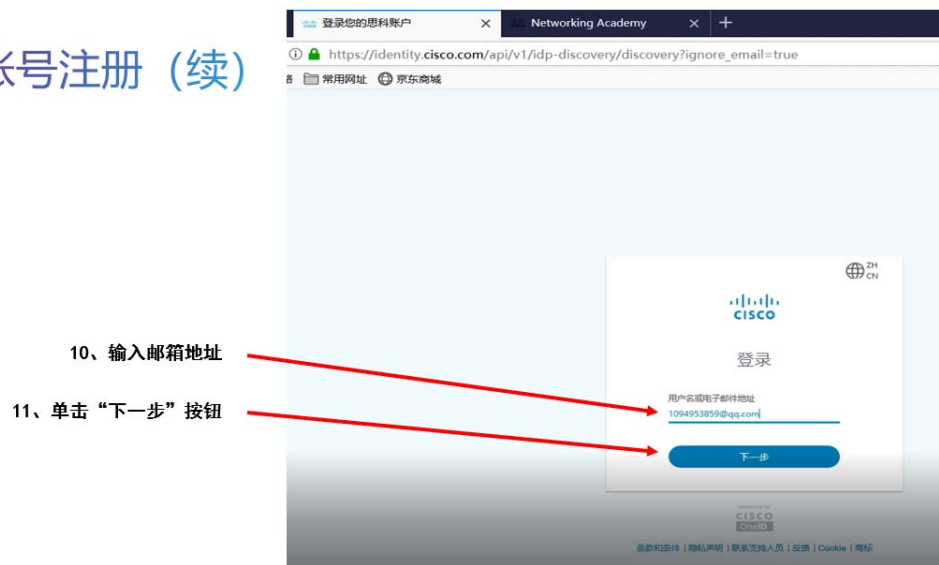 账号注册（续）
登录您的思科账户
Networking Academy
https://identity.cisco.com/api/v1/idp-discovery/discovery?ignore_email=true
常用网址 京东商城
ZH
CN
CISCO
登录
10、输入邮箱地址
用户名或电子邮件地址
1094953859@qq.com
11、单击“下一步”按钮
下一步
CISCO
OneID
条款和条件 | 隐私声明 | 联系支持人员 | 反馈 | Cookie | 商标